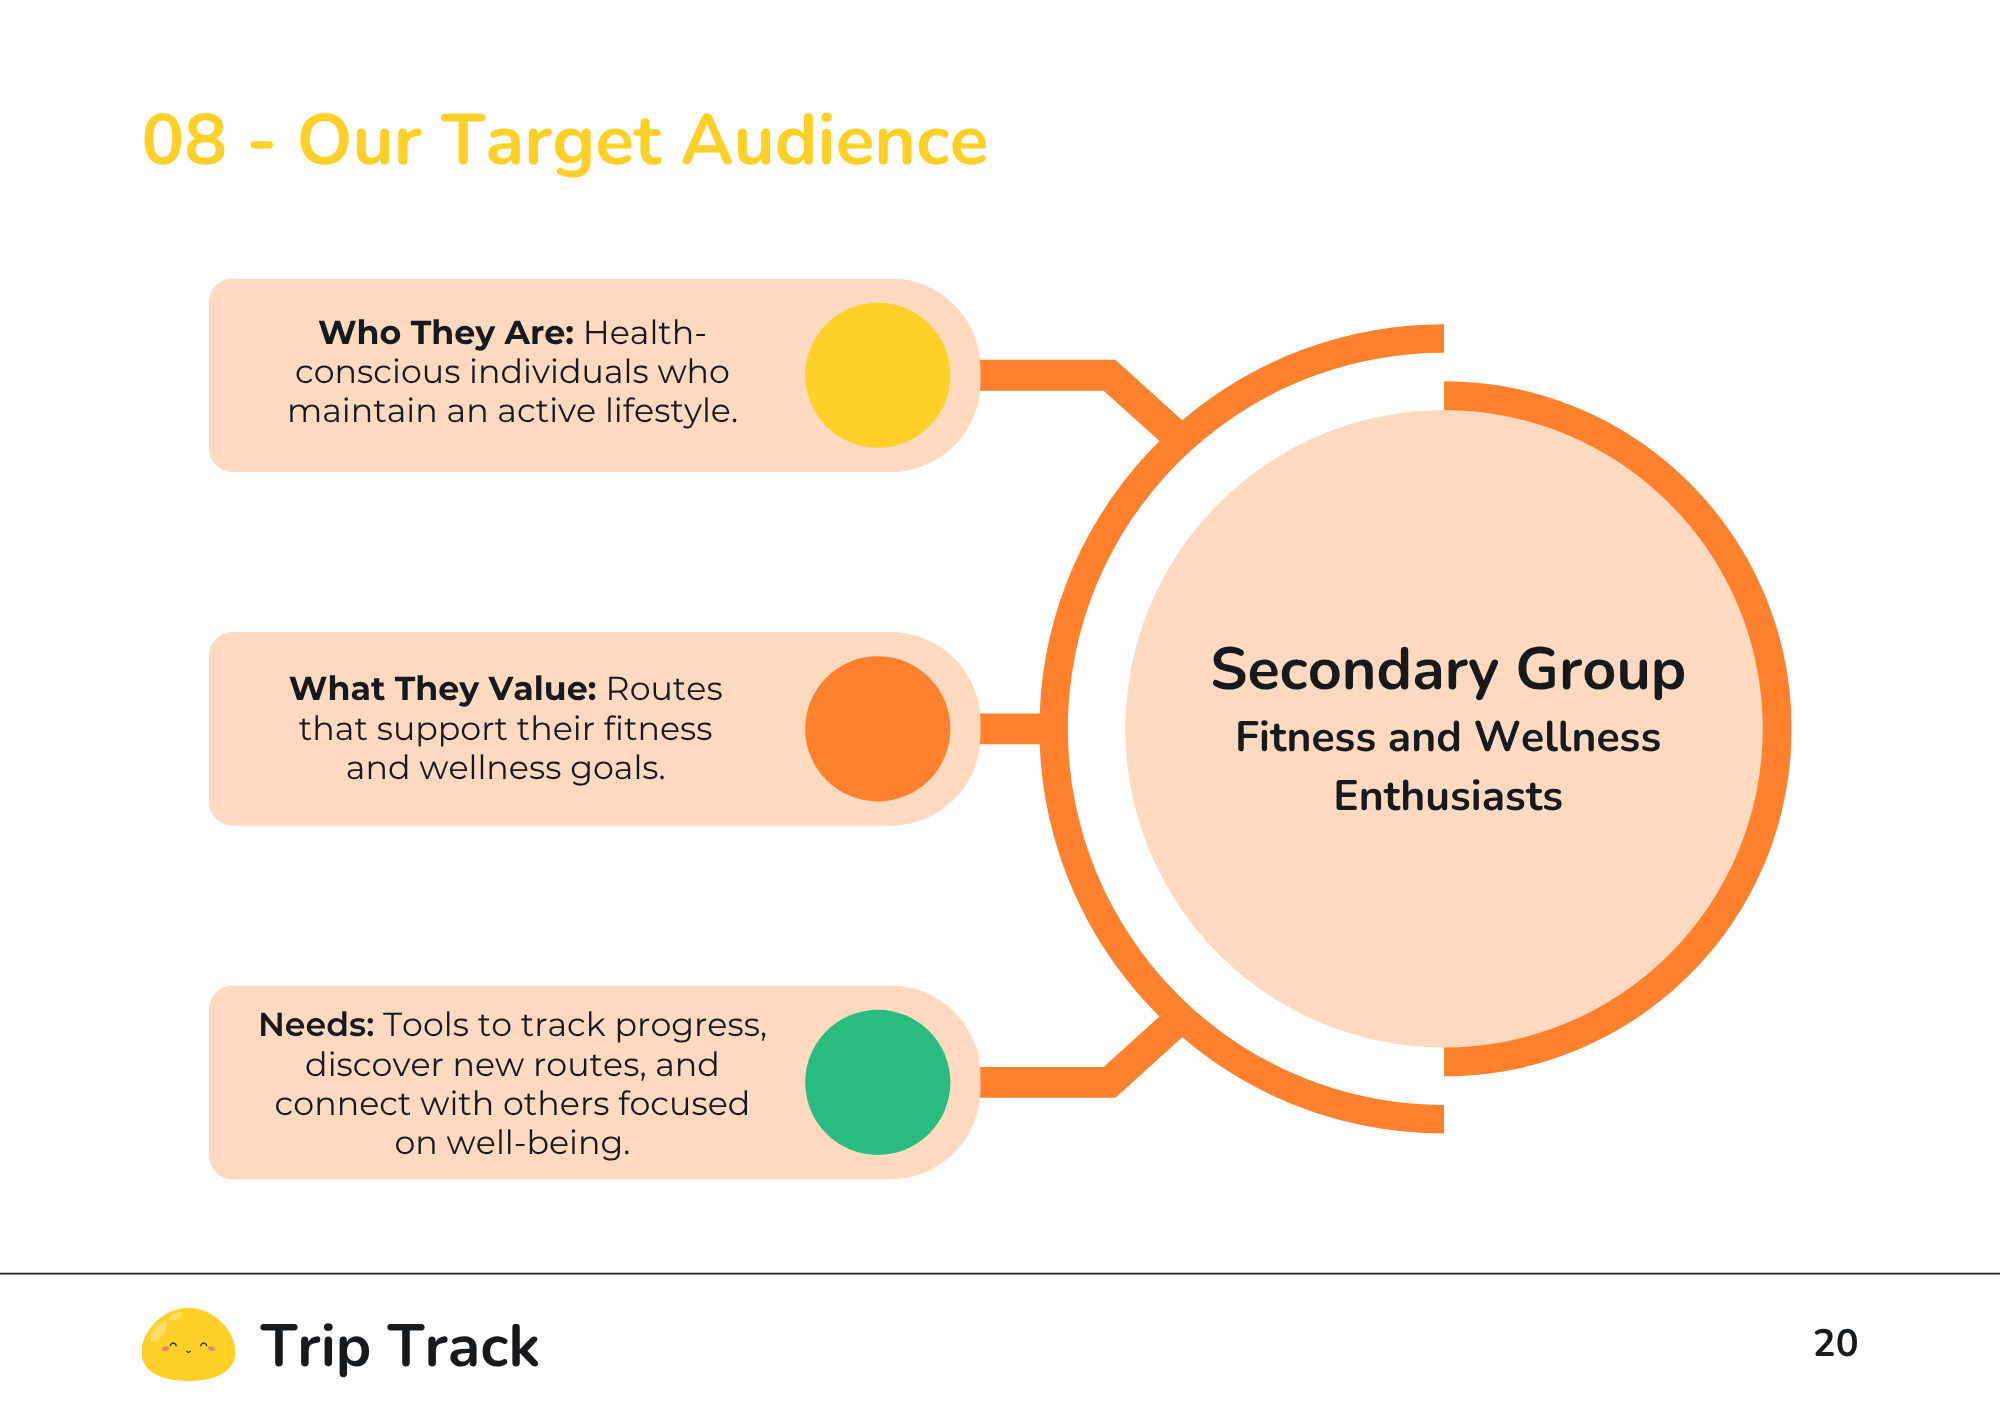 08 - Our Target Audience
Who They Are: Health-
conscious individuals who
maintain an active lifestyle.
What They Value: Routes
that support their fitness
and wellness goals.
Needs: Tools to track progress,
discover new routes, and
connect with others focused
on well-being.
Secondary Group
Fitness and Wellness
Enthusiasts
Trip Track
20